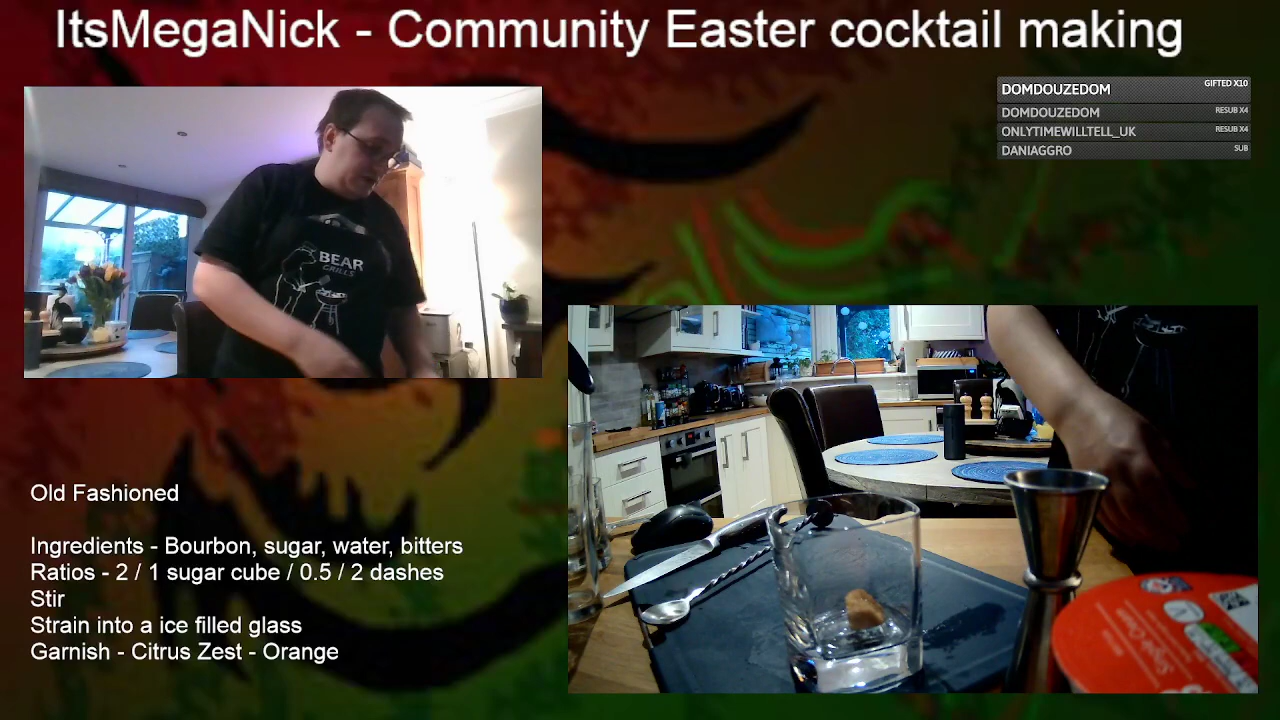 ItsMegaNick - Community Easter cocktail making
DOMDOUZEDOM GIFTED X10
DOMDOUZEDOM RESUB X4
ONLYTIMEWILLTELL_UK RESUB X4
DANIAGGRO SUB
BEAR
GRILLS
Old Fashioned
Ingredients - Bourbon, sugar, water, bitters
Ratios - 2 / 1 sugar cube / 0.5 / 2 dashes
Stir
Strain into a ice filled glass
Garnish - Citrus Zest - Orange